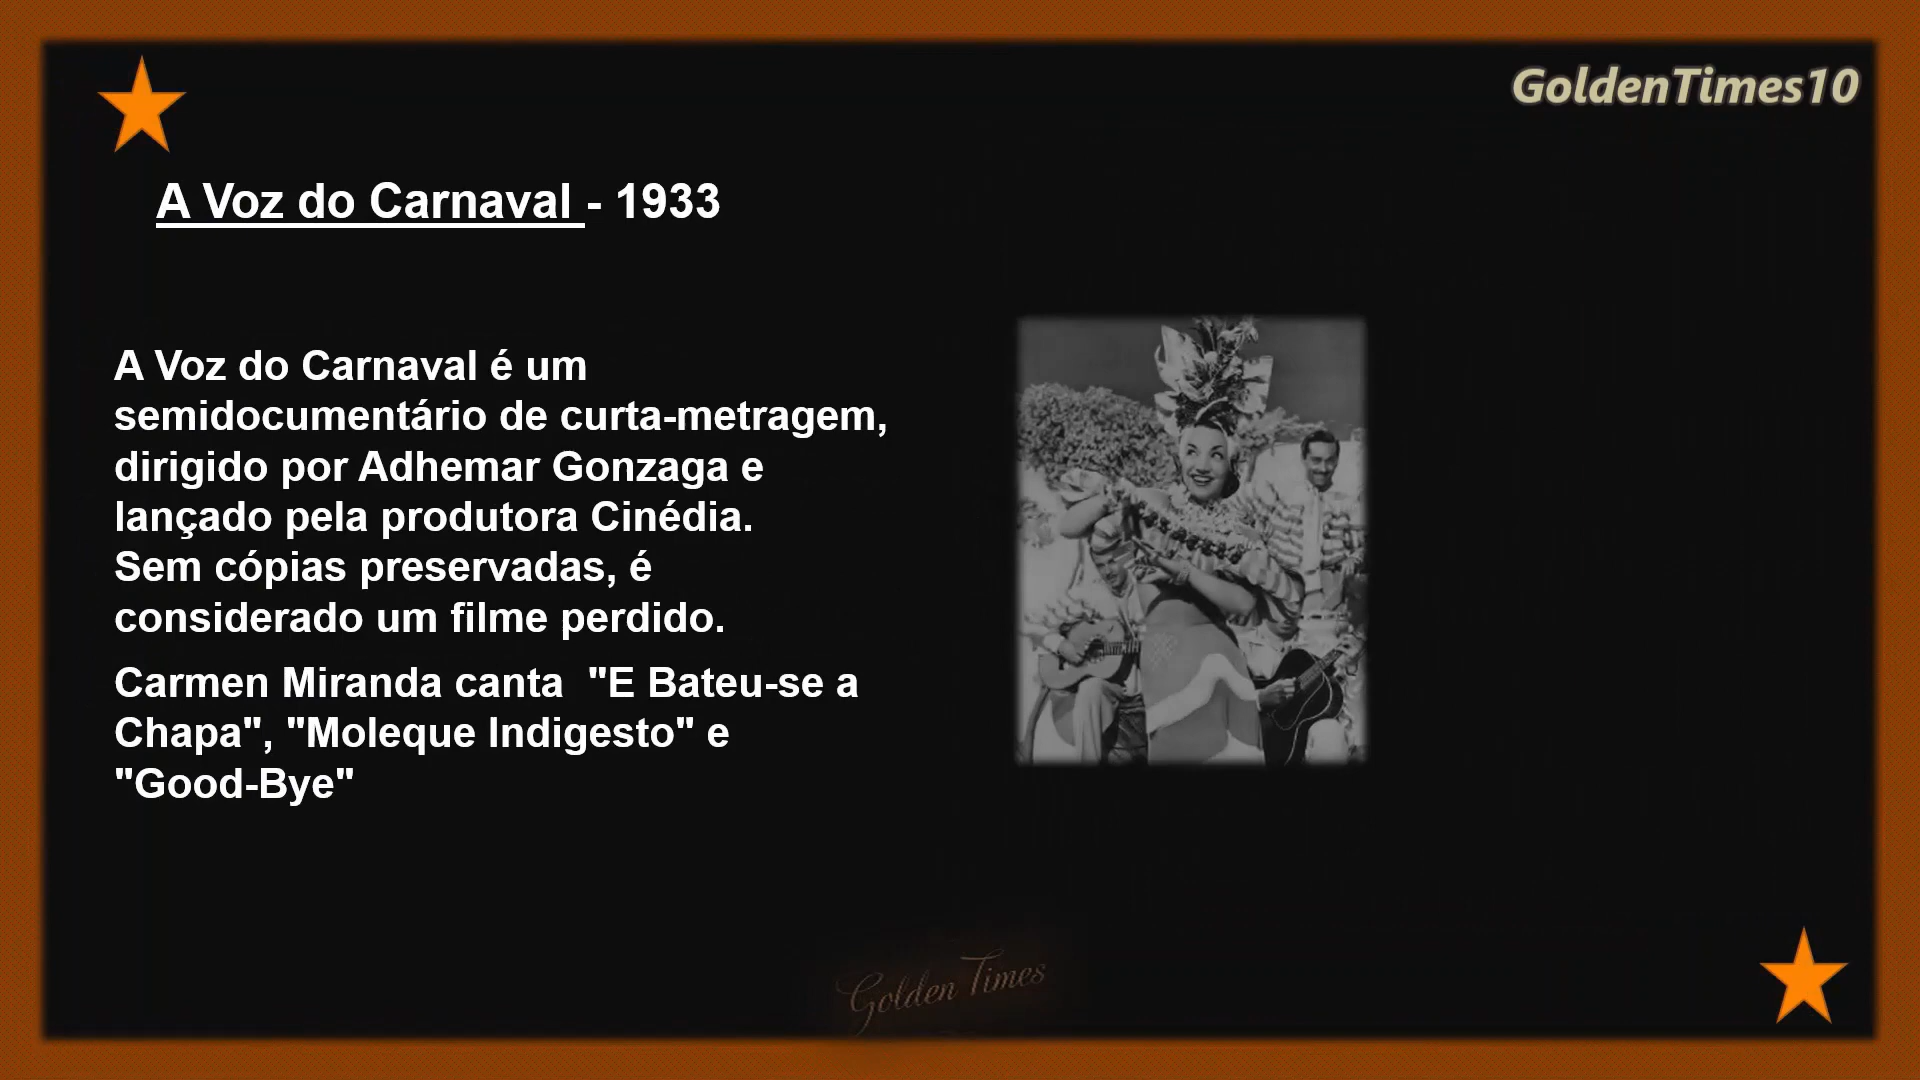 GoldenTimes10
A Voz do Carnaval - 1933
A Voz do Carnaval é um
semidocumentário de curta-metragem,
dirigido por Adhemar Gonzaga e
lançado pela produtora Cinédia.
Sem cópias preservadas, é
considerado um filme perdido.
Carmen Miranda canta  "E Bateu-se a
Chapa", "Moleque Indigesto" e
"Good-Bye"
Golden Times